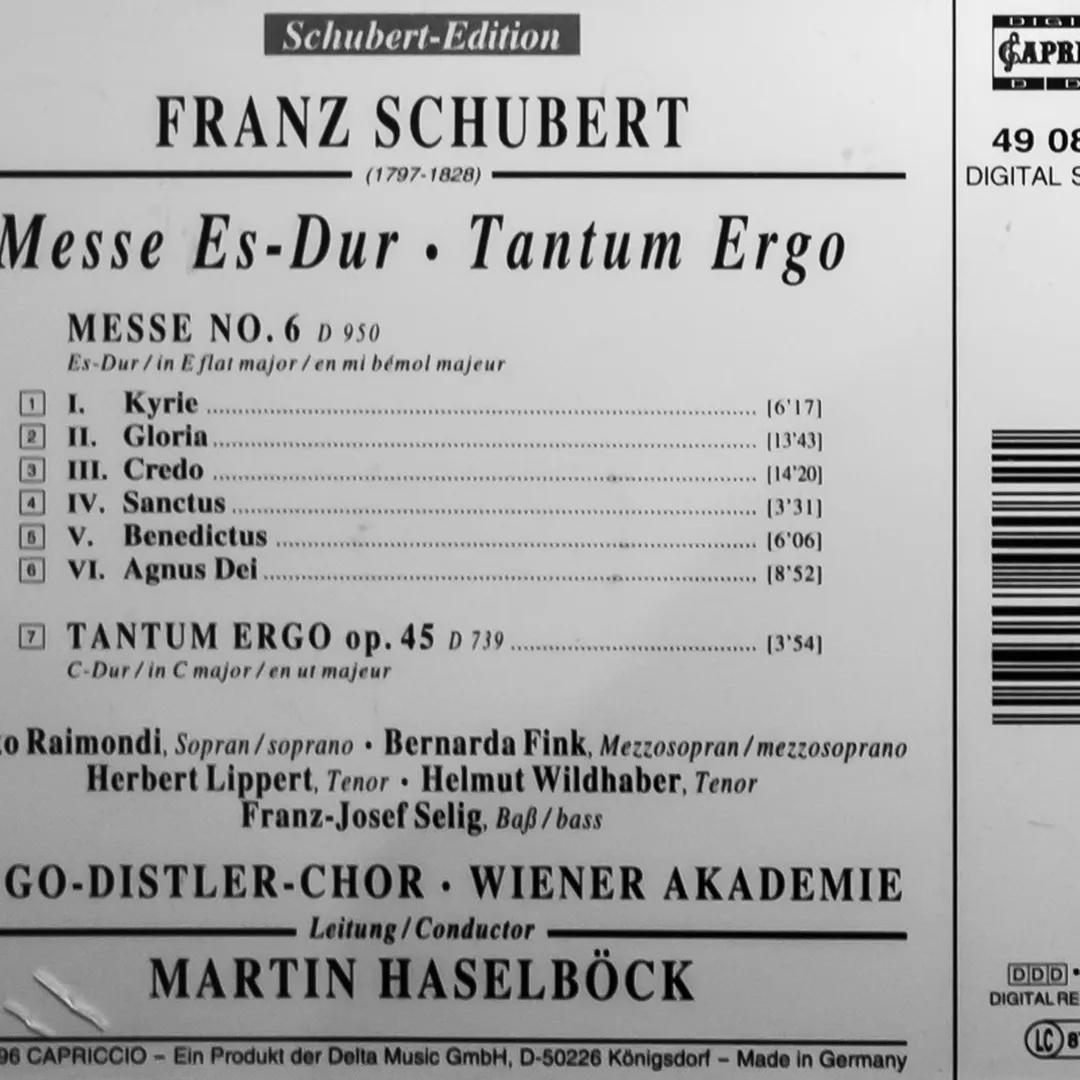 Schubert-Edition
FRANZ SCHUBERT
(1797-1828)
Messe Es-Dur · Tantum Ergo
MESSE NO. 6 D 950
Es-Dur / in E flat major / en mi bémol majeur
1 I. Kyrie [6'17]
2 II. Gloria [13'43]
3 III. Credo [14'20]
4 IV. Sanctus [3'31]
5 V. Benedictus [6'06]
6 VI. Agnus Dei [8'52]
7 TANTUM ERGO op. 45 D 739 [3'54]
C-Dur / in C major / en ut majeur
Raimondi, Sopran / soprano · Bernarda Fink, Mezzosopran / mezzosoprano
Herbert Lippert, Tenor · Helmut Wildhaber, Tenor
Franz-Josef Selig, Baß / bass
GO-DISTLER-CHOR · WIENER AKADEMIE
Leitung / Conductor
MARTIN HASELBÖCK
96 CAPRICCIO – Ein Produkt der Delta Music GmbH, D-50226 Königsdorf – Made in Germany
DIGI
CAPRI
D D
49 08
DIGITAL S
DDD
DIGITAL RE
LC 8